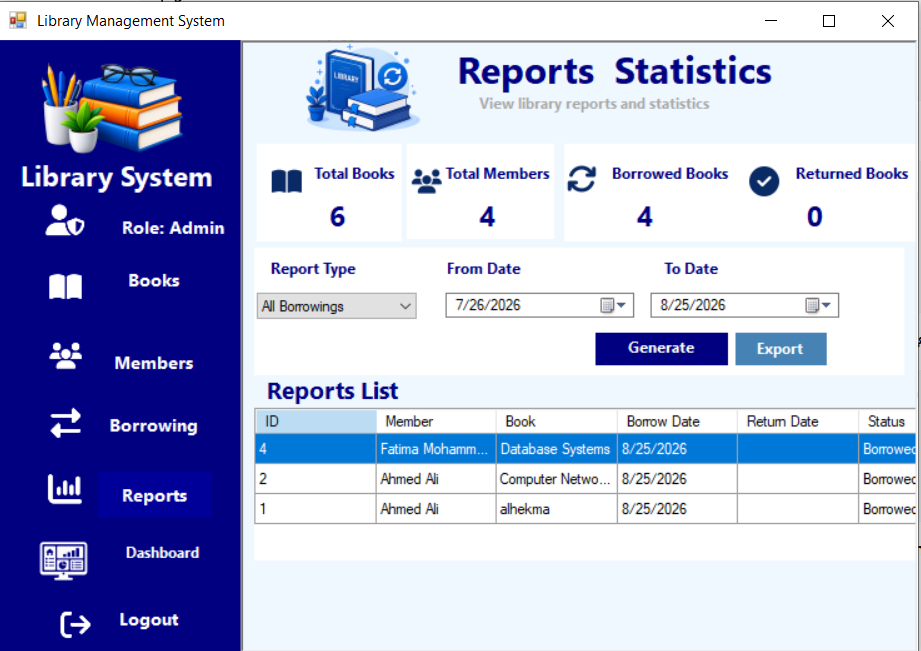 Library Management System
Reports Statistics
View library reports and statistics
LIBRARY
Library System
Role: Admin
Books
Members
Borrowing
Reports
Dashboard
Logout
Total Books
6
Total Members
4
Borrowed Books
4
Returned Books
0
Report Type
From Date
To Date
All Borrowings
7/26/2026
8/25/2026
Generate
Export
Reports List
ID Member Book Borrow Date Return Date Status
4 Fatima Mohamm... Database Systems 8/25/2026 Borrowed
2 Ahmed Ali Computer Netwo... 8/25/2026 Borrowed
1 Ahmed Ali alhekma 8/25/2026 Borrowed